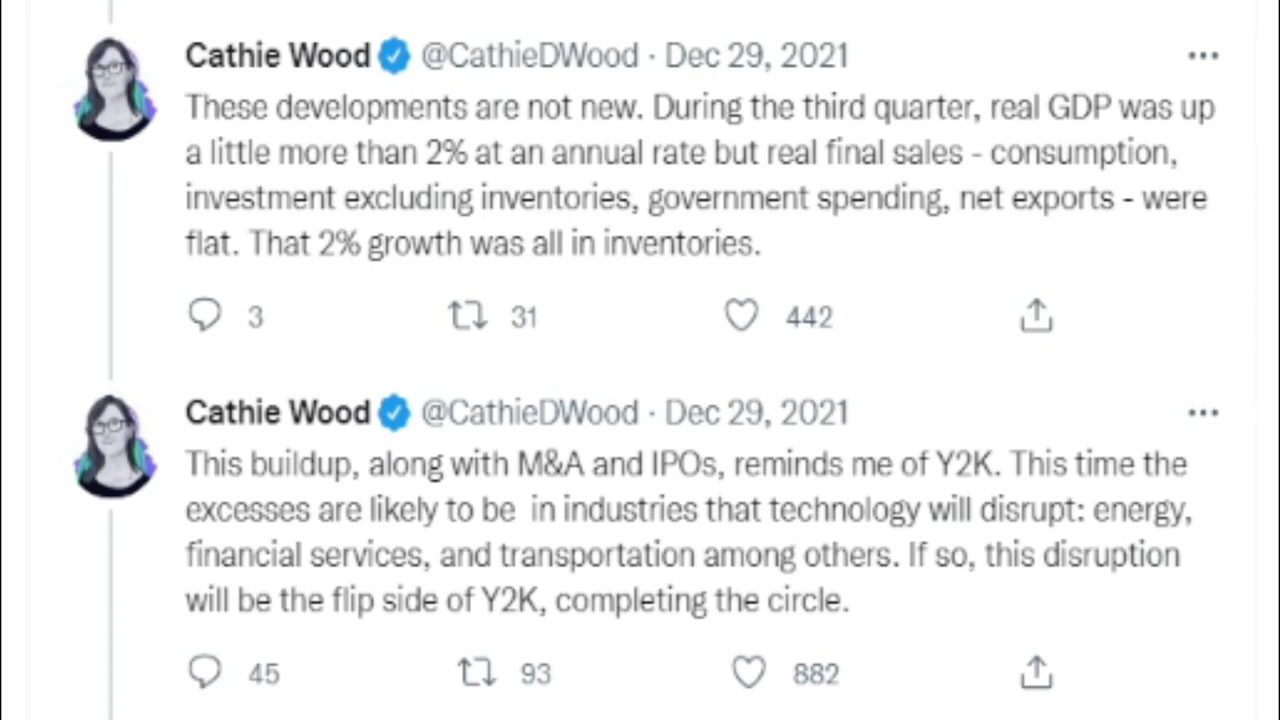 Cathie Wood @CathieDWood · Dec 29, 2021
These developments are not new. During the third quarter, real GDP was up
a little more than 2% at an annual rate but real final sales - consumption,
investment excluding inventories, government spending, net exports - were
flat. That 2% growth was all in inventories.
3 31 442
Cathie Wood @CathieDWood · Dec 29, 2021
This buildup, along with M&A and IPOs, reminds me of Y2K. This time the
excesses are likely to be  in industries that technology will disrupt: energy,
financial services, and transportation among others. If so, this disruption
will be the flip side of Y2K, completing the circle.
45 93 882